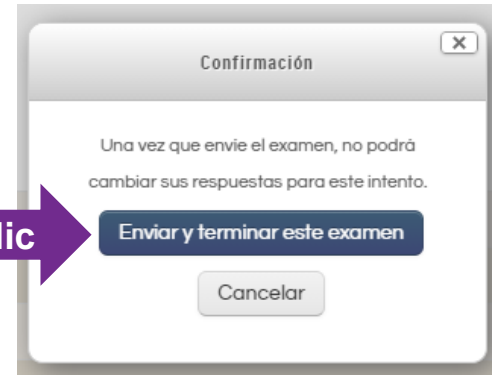 x
Confirmación
Una vez que envie el examen, no podrá
cambiar sus respuestas para este intento.
lic
Enviar y terminar este examen
Cancelar